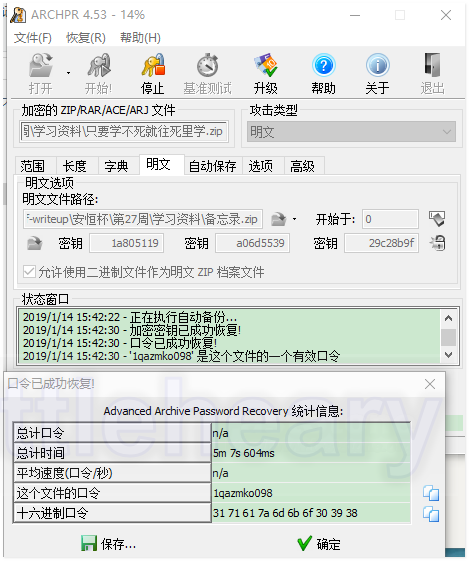 ARCHPR 4.53 - 14%
文件(F) 恢复(R) 帮助(H)
打开 开始! 停止 基准测试 升级 帮助 关于 退出
加密的 ZIP/RAR/ACE/ARJ 文件 攻击类型
\学习资料\只要学不死就往死里学.zip 明文
范围 长度 字典 明文 自动保存 选项 高级
明文选项
明文文件路径:
-writeup\安恒杯\第27周\学习资料\备忘录.zip 开始于: 0
密钥 1a805119 密钥 a06d5539 密钥 29c28b9f
允许使用二进制文件作为明文 ZIP 档案文件
状态窗口
2019/1/14 15:42:22 - 正在执行自动备份...
2019/1/14 15:42:30 - 加密密钥已成功恢复!
2019/1/14 15:42:30 - 口令已成功恢复!
2019/1/14 15:42:30 - '1qazmko098' 是这个文件的一个有效口令
口令已成功恢复!
Advanced Archive Password Recovery 统计信息:
总计口令 n/a
总计时间 5m 7s 604ms
平均速度(口令/秒) n/a
这个文件的口令 1qazmko098
十六进制口令 31 71 61 7a 6d 6b 6f 30 39 38
保存... 确定
ttleheary